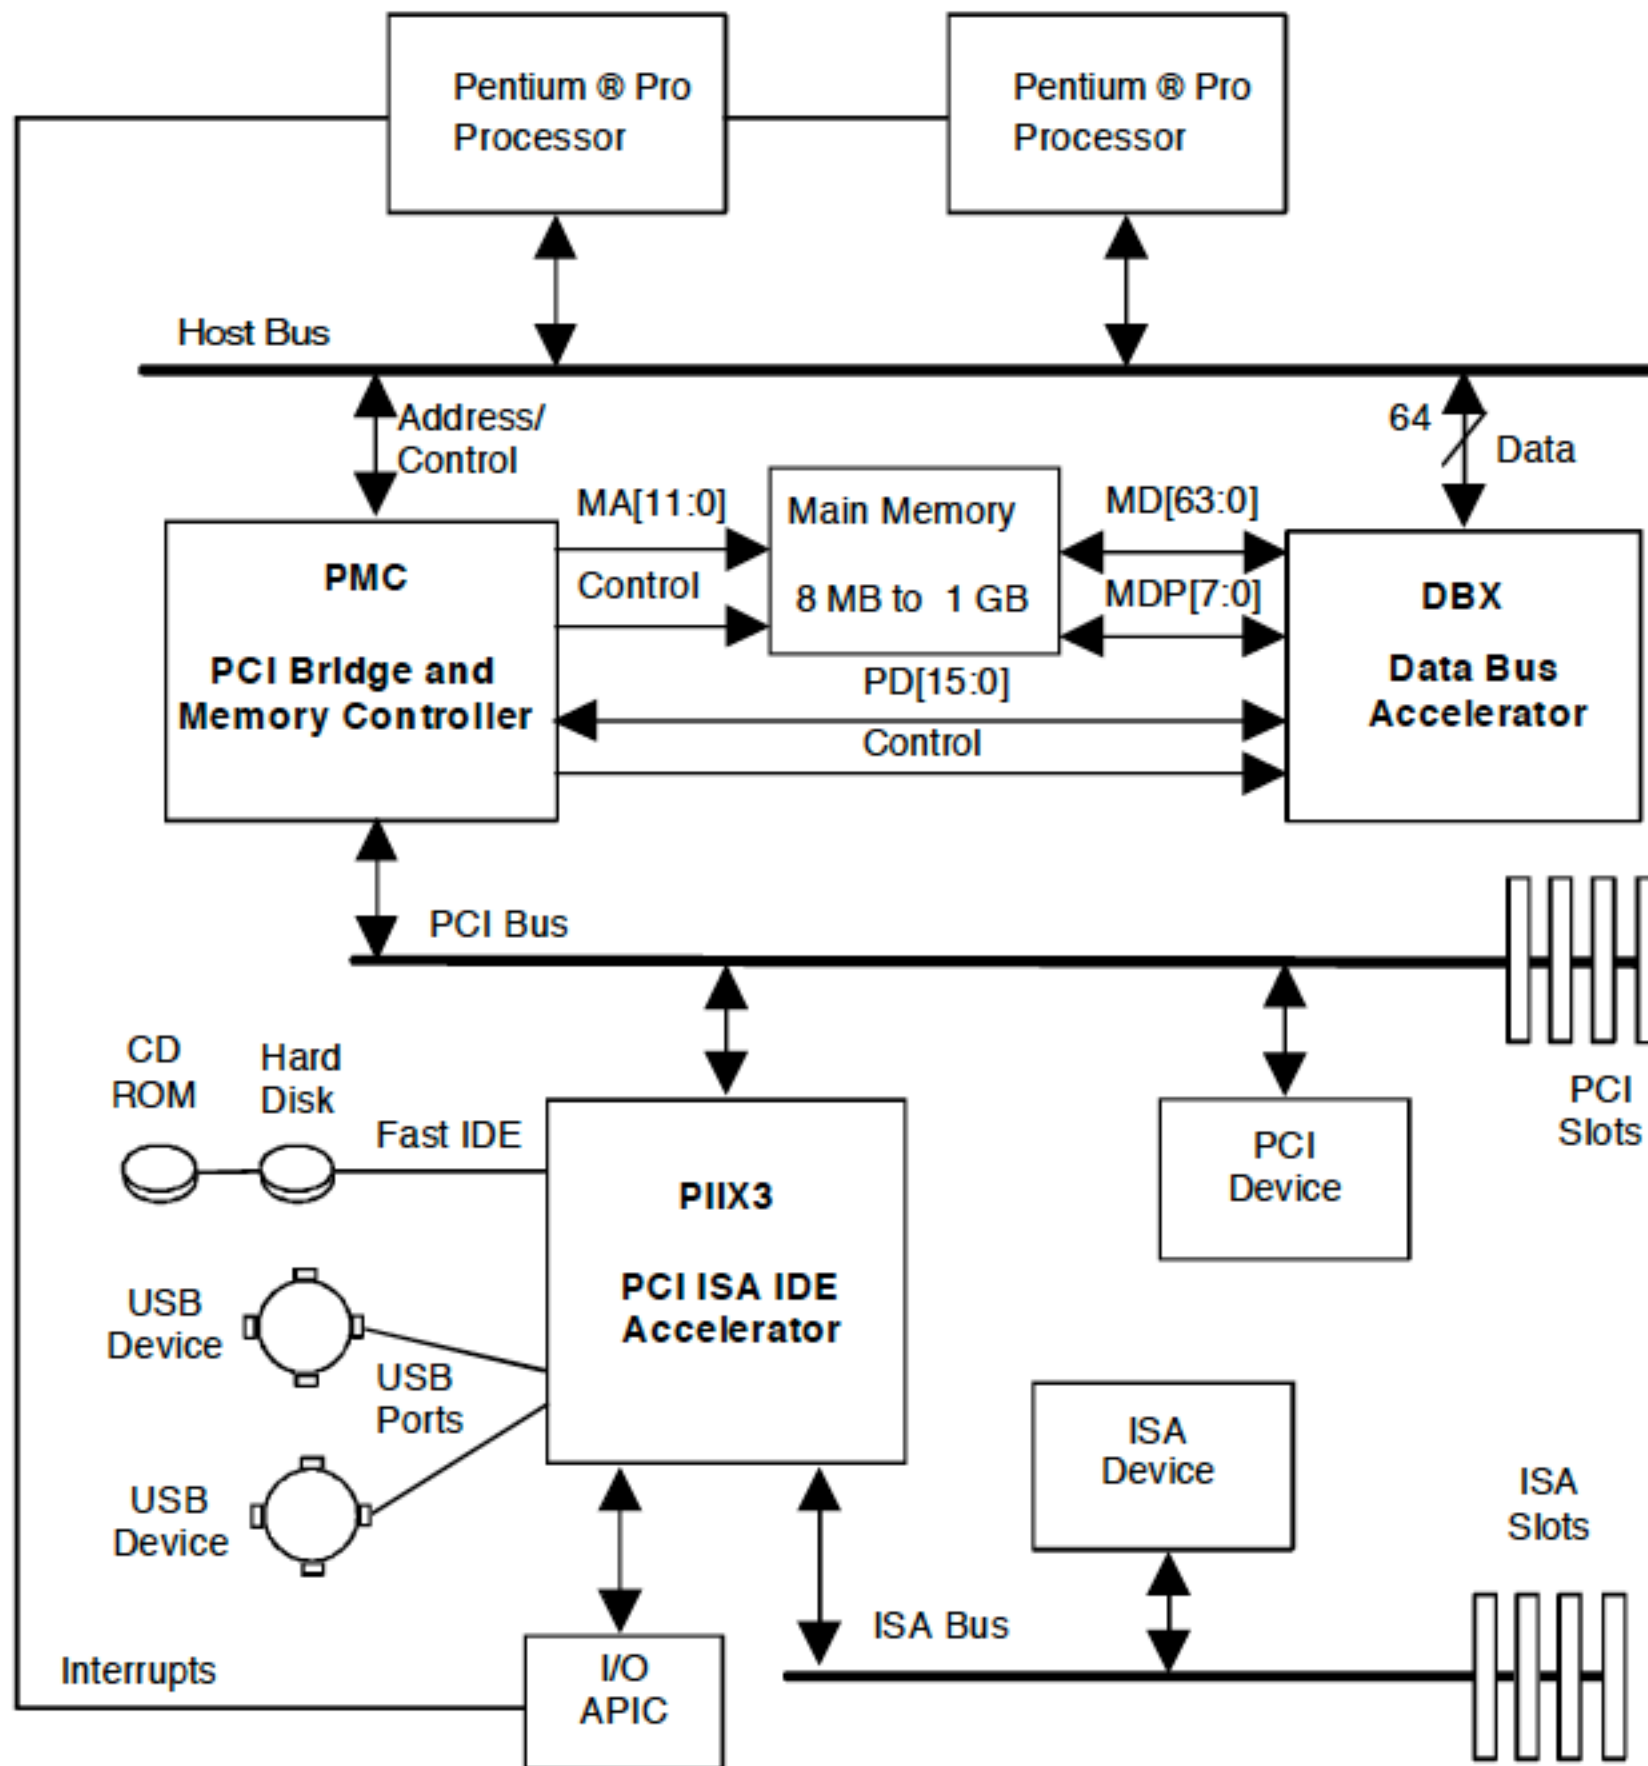 Pentium ® Pro
Processor
Pentium ® Pro
Processor
Host Bus
Address/
Control
64
Data
MA[11:0]
Control
Main Memory
8 MB to 1 GB
MD[63:0]
MDP[7:0]
PMC
PCI Bridge and
Memory Controller
DBX
Data Bus
Accelerator
PD[15:0]
Control
PCI Bus
CD
ROM
Hard
Disk
Fast IDE
PCI
Slots
PIIX3
PCI ISA IDE
Accelerator
PCI
Device
USB
Device
USB
Ports
USB
Device
ISA
Device
ISA
Slots
ISA Bus
Interrupts
I/O
APIC